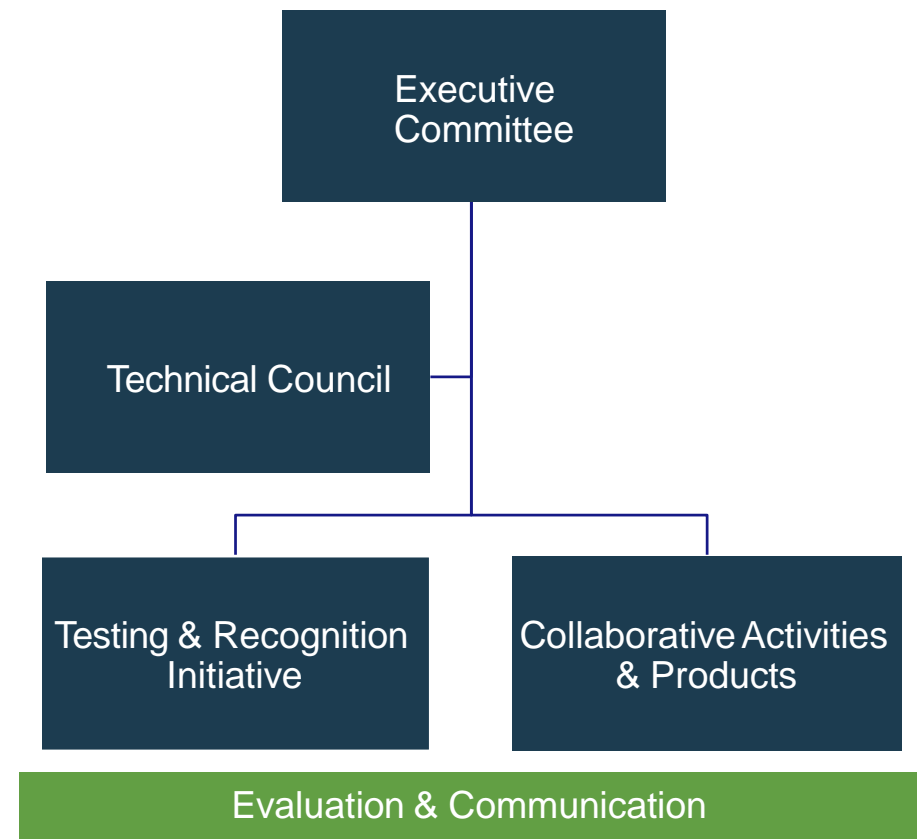 Executive
Committee
Technical Council
Testing & Recognition
Initiative
Collaborative Activities
& Products
Evaluation & Communication